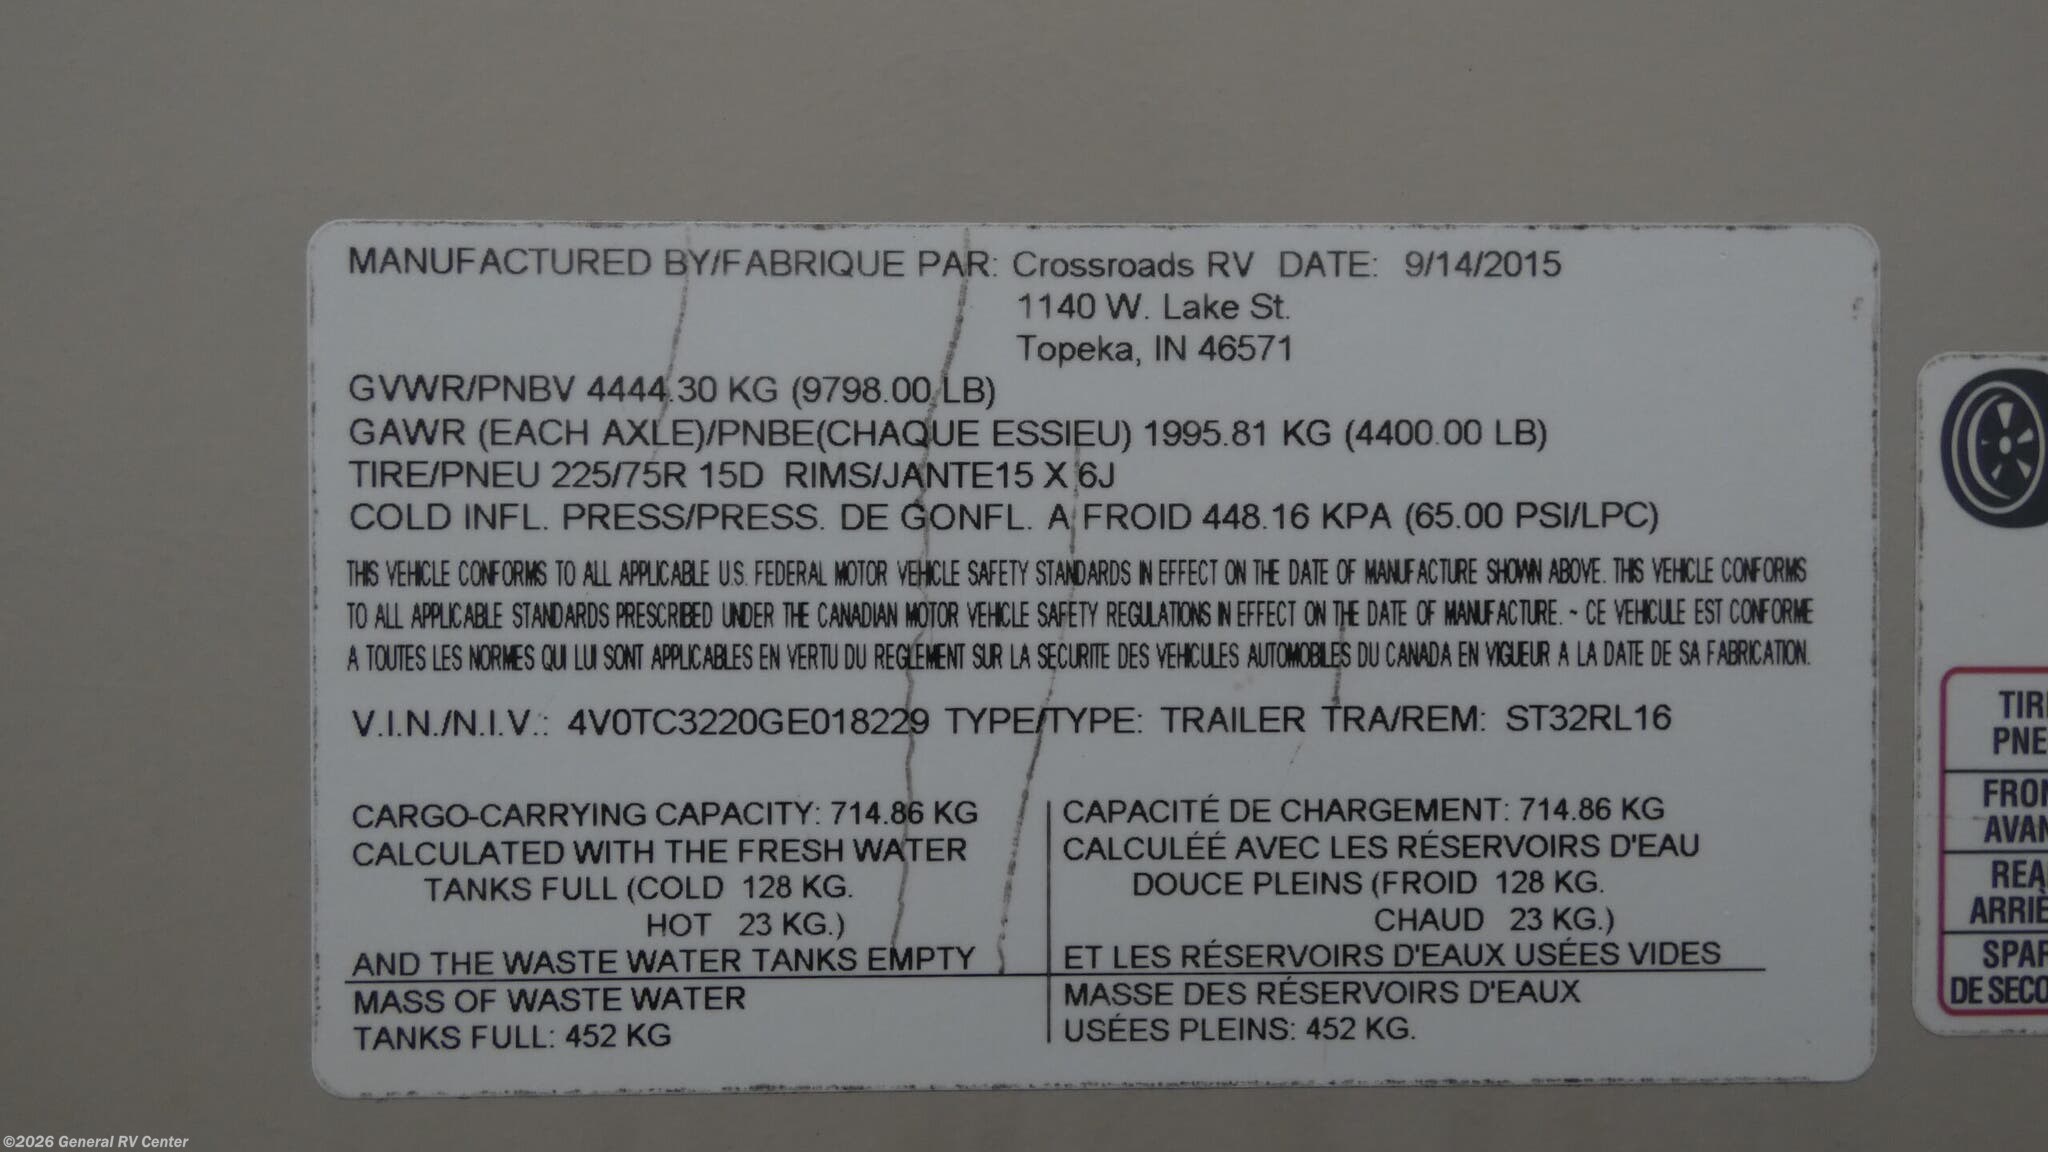 MANUFACTURED BY/FABRIQUE PAR: Crossroads RV DATE: 9/14/2015
1140 W. Lake St.
Topeka, IN 46571
GVWR/PNBV 4444.30 KG (9798.00 LB)
GAWR (EACH AXLE)/PNBE(CHAQUE ESSIEU) 1995.81 KG (4400.00 LB)
TIRE/PNEU 225/75R 15D RIMS/JANTE15 X 6J
COLD INFL. PRESS/PRESS. DE GONFL. A FROID 448.16 KPA (65.00 PSI/LPC)
THIS VEHICLE CONFORMS TO ALL APPLICABLE U.S. FEDERAL MOTOR VEHICLE SAFETY STANDARDS IN EFFECT ON THE DATE OF MANUFACTURE SHOWN ABOVE. THIS VEHICLE CONFORMS
TO ALL APPLICABLE STANDARDS PRESCRIBED UNDER THE CANADIAN MOTOR VEHICLE SAFETY REGULATIONS IN EFFECT ON THE DATE OF MANUFACTURE. ~ CE VEHICULE EST CONFORME
A TOUTES LES NORMES QUI LUI SONT APPLICABLES EN VERTU DU REGLEMENT SUR LA SECURITE DES VEHICULES AUTOMOBILES DU CANADA EN VIGUEUR A LA DATE DE SA FABRICATION.
V.I.N./N.I.V.: 4V0TC3220GE018229 TYPE/TYPE: TRAILER TRA/REM: ST32RL16
CARGO-CARRYING CAPACITY: 714.86 KG
CALCULATED WITH THE FRESH WATER
TANKS FULL (COLD 128 KG.
HOT 23 KG.)
AND THE WASTE WATER TANKS EMPTY
MASS OF WASTE WATER
TANKS FULL: 452 KG
CAPACITÉ DE CHARGEMENT: 714.86 KG
CALCULÉÉ AVEC LES RÉSERVOIRS D'EAU
DOUCE PLEINS (FROID 128 KG.
CHAUD 23 KG.)
ET LES RÉSERVOIRS D'EAUX USÉES VIDES
MASSE DES RÉSERVOIRS D'EAUX
USÉES PLEINS: 452 KG.
©2026 General RV Center